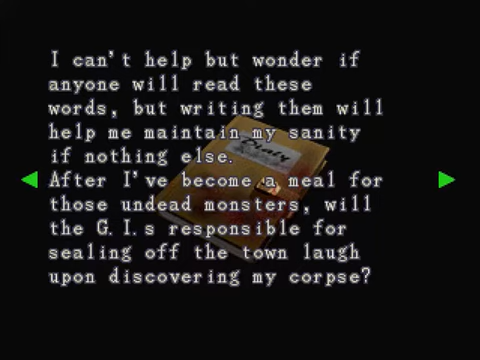 I can't help but wonder if
anyone will read these
words, but writing them will
help me maintain my sanity
if nothing else.
After I've become a meal for
those undead monsters, will
the G.I.s responsible for
sealing off the town laugh
upon discovering my corpse?
Diary